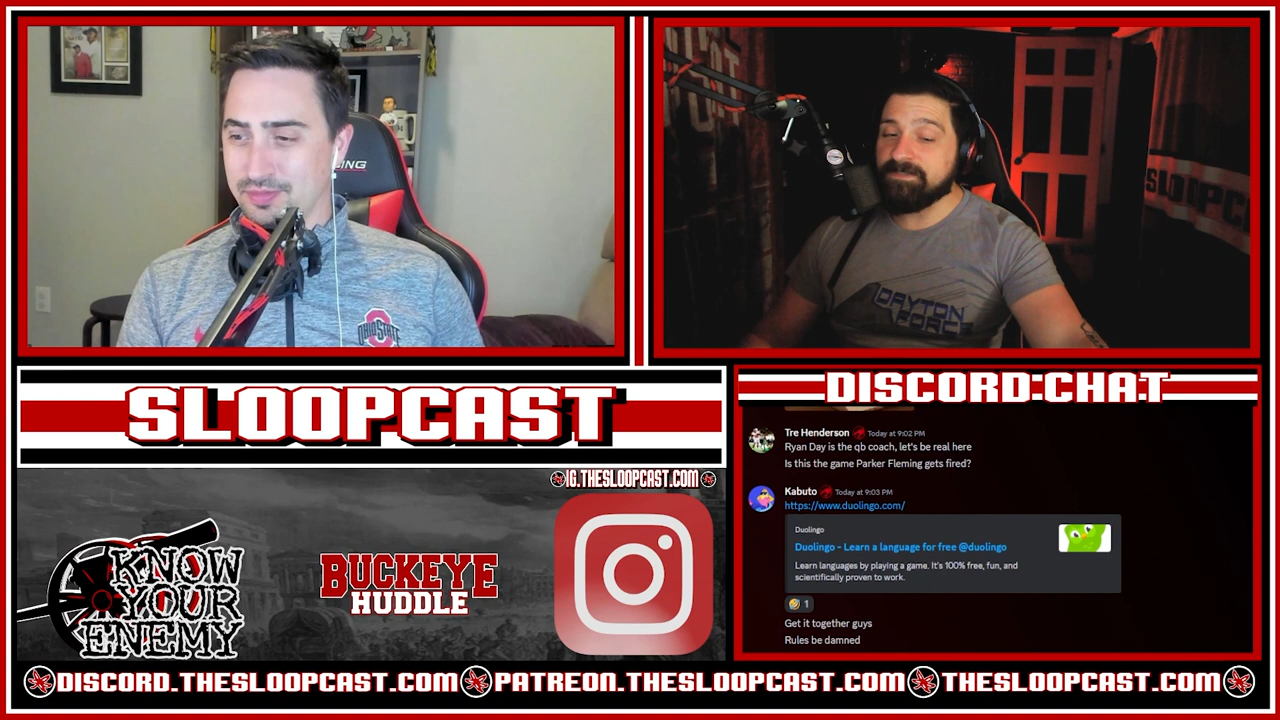 OHIO STATE
DAYTON
FORCE
SLOOPCAST
DISCORD CHAT
IG.THESLOOPCAST.COM
KNOW
YOUR
ENEMY
BUCKEYE
HUDDLE
Tre Henderson Today at 9:02 PM
Ryan Day is the qb coach, let's be real here
Is this the game Parker Fleming gets fired?
Kabuto Today at 9:03 PM
https://www.duolingo.com/
Duolingo
Duolingo - Learn a language for free @duolingo
Learn languages by playing a game. It's 100% free, fun, and
scientifically proven to work.
1
Get it together guys
Rules be damned
DISCORD.THESLOOPCAST.COM PATREON.THESLOOPCAST.COM THESLOOPCAST.COM